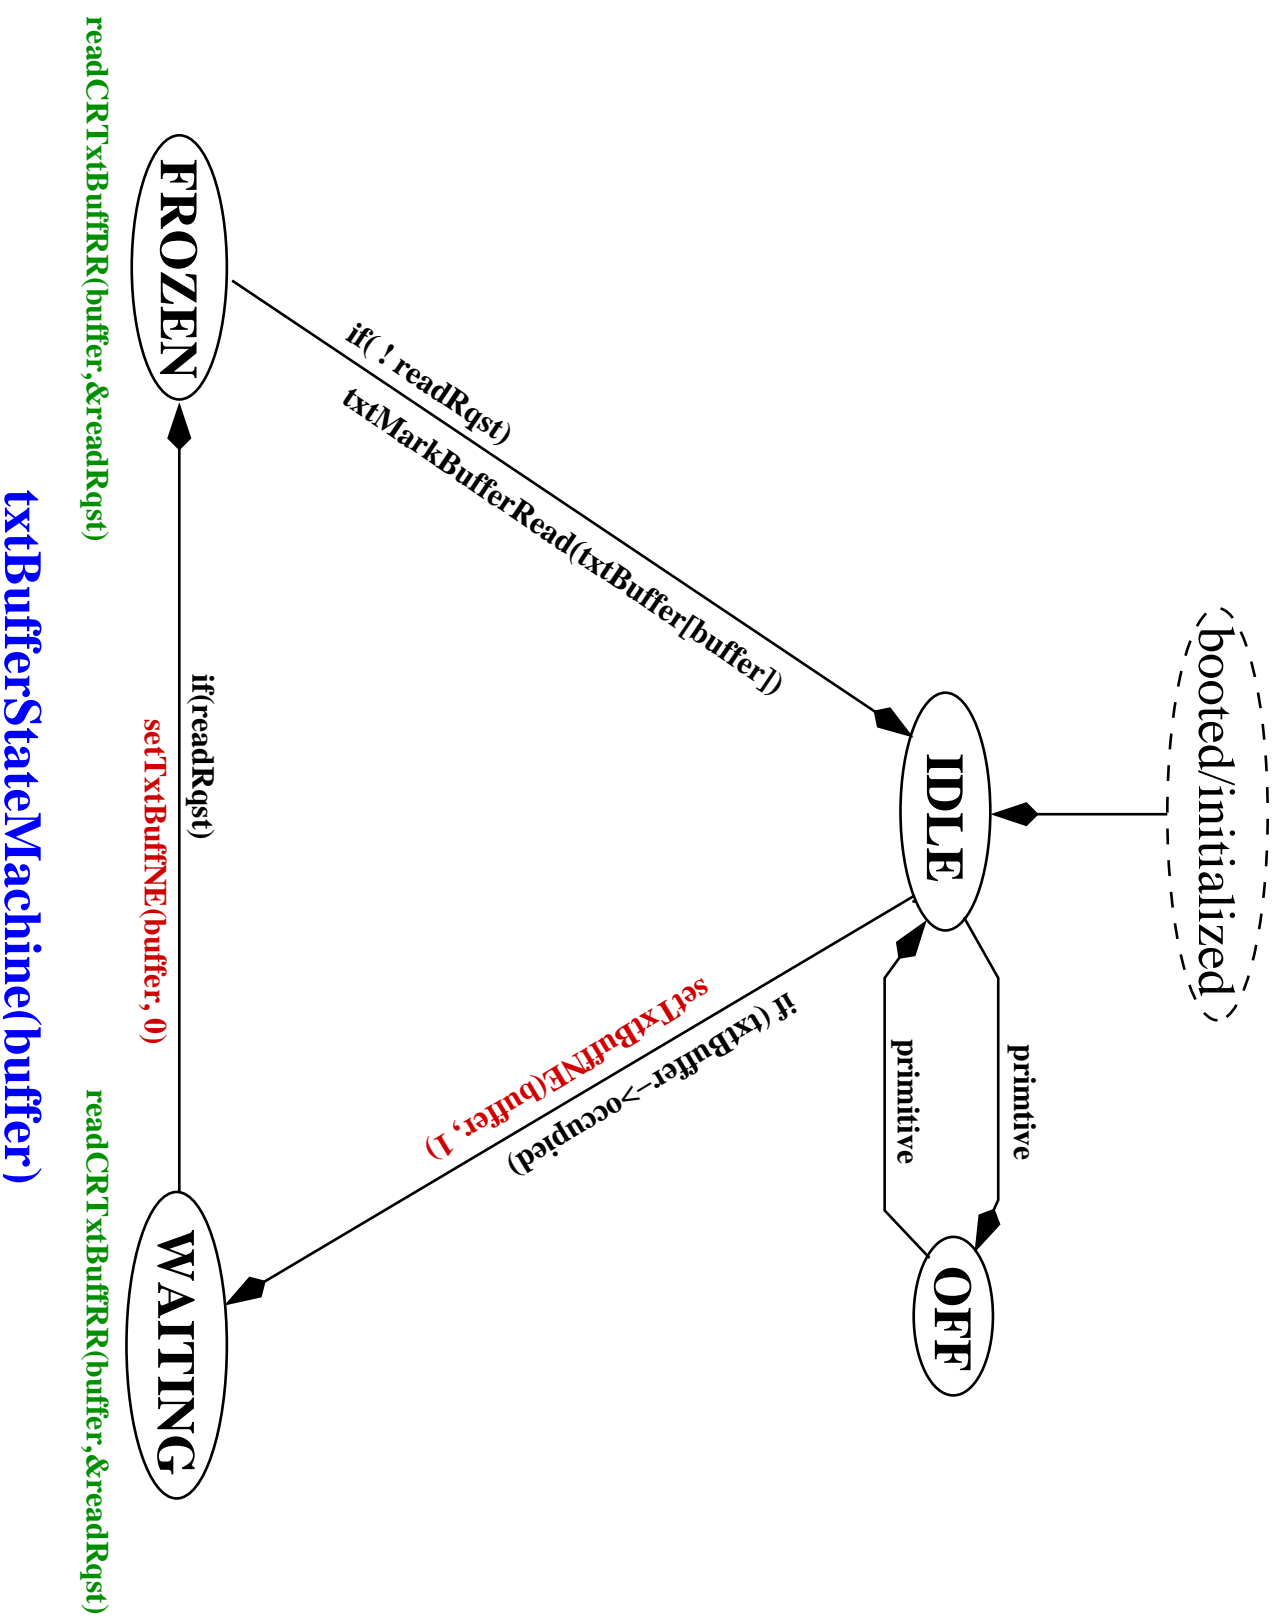 booted/initialized
IDLE
OFF
primtive
primitive
if( ! readRqst)
txtMarkBufferRead(txtBuffer[buffer])
if (txtBuffer->occupied)
setTxtBuffNE(buffer, 1)
FROZEN
if(readRqst)
setTxtBuffNE(buffer, 0)
WAITING
readCRTxtBuffRR(buffer,&readRqst)
readCRTxtBuffRR(buffer,&readRqst)
txtBufferStateMachine(buffer)